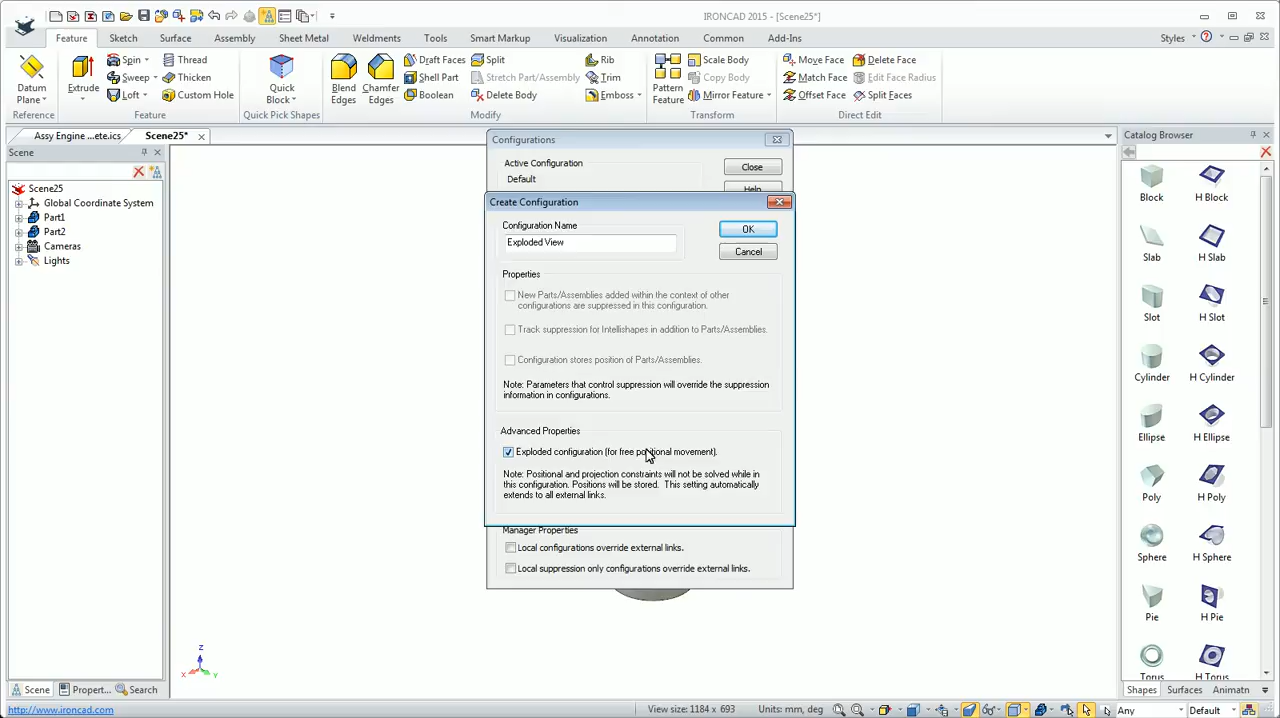 IRONCAD 2015 - [Scene25*]
Feature Sketch Surface Assembly Sheet Metal Weldments Tools Smart Markup Visualization Annotation Common Add-Ins Styles
Datum Plane
Reference
Extrude
Spin
Sweep
Loft
Thread
Thicken
Custom Hole
Feature
Quick Block
Quick Pick Shapes
Blend Edges
Chamfer Edges
Draft Faces
Shell Part
Boolean
Split
Stretch Part/Assembly
Delete Body
Rib
Trim
Emboss
Modify
Pattern Feature
Scale Body
Copy Body
Mirror Feature
Transform
Move Face
Match Face
Offset Face
Delete Face
Edit Face Radius
Split Faces
Direct Edit
Assy Engine ...ete.ics
Scene25*
Scene
Scene25
Global Coordinate System
Part1
Part2
Cameras
Lights
Configurations
Active Configuration
Close
Default
Create Configuration
Configuration Name
OK
Exploded View
Cancel
Properties
New Parts/Assemblies added within the context of other
configurations are suppressed in this configuration.
Track suppression for Intellishapes in addition to Parts/Assemblies.
Configuration stores position of Parts/Assemblies.
Note: Parameters that control suppression will override the suppression
information in configurations.
Advanced Properties
Exploded configuration (for free positional movement).
Note: Positional and projection constraints will not be solved while in
this configuration. Positions will be stored. This setting automatically
extends to all external links.
Manager Properties
Local configurations override external links.
Local suppression only configurations override external links.
Z
X
Y
Catalog Browser
Block H Block
Slab H Slab
Slot H Slot
Cylinder H Cylinder
Ellipse H Ellipse
Poly H Poly
Sphere H Sphere
Pie H Pie
Torus H Torus
Scene Propert... Search
Shapes Surfaces Animatn
http://www.ironcad.com
View size: 1184 x 693
Units: mm, deg
Any
Default